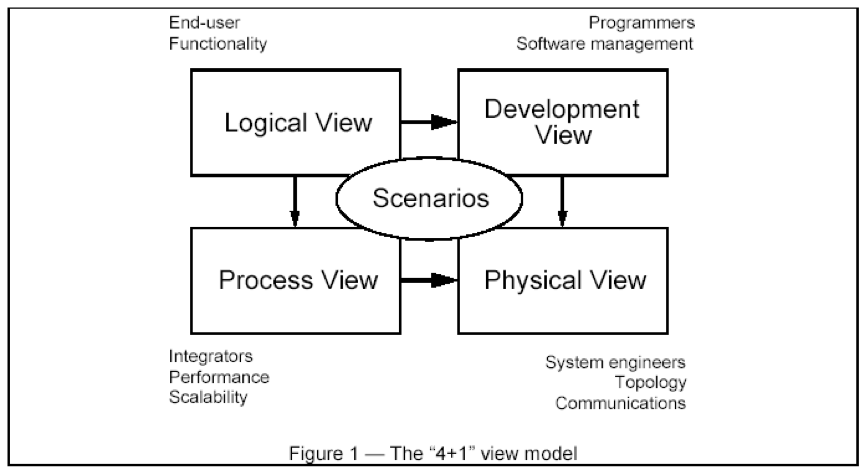 End-user
Functionality
Programmers
Software management
Logical View
Development
View
Scenarios
Process View
Physical View
Integrators
Performance
Scalability
System engineers
Topology
Communications
Figure 1 — The “4+1” view model